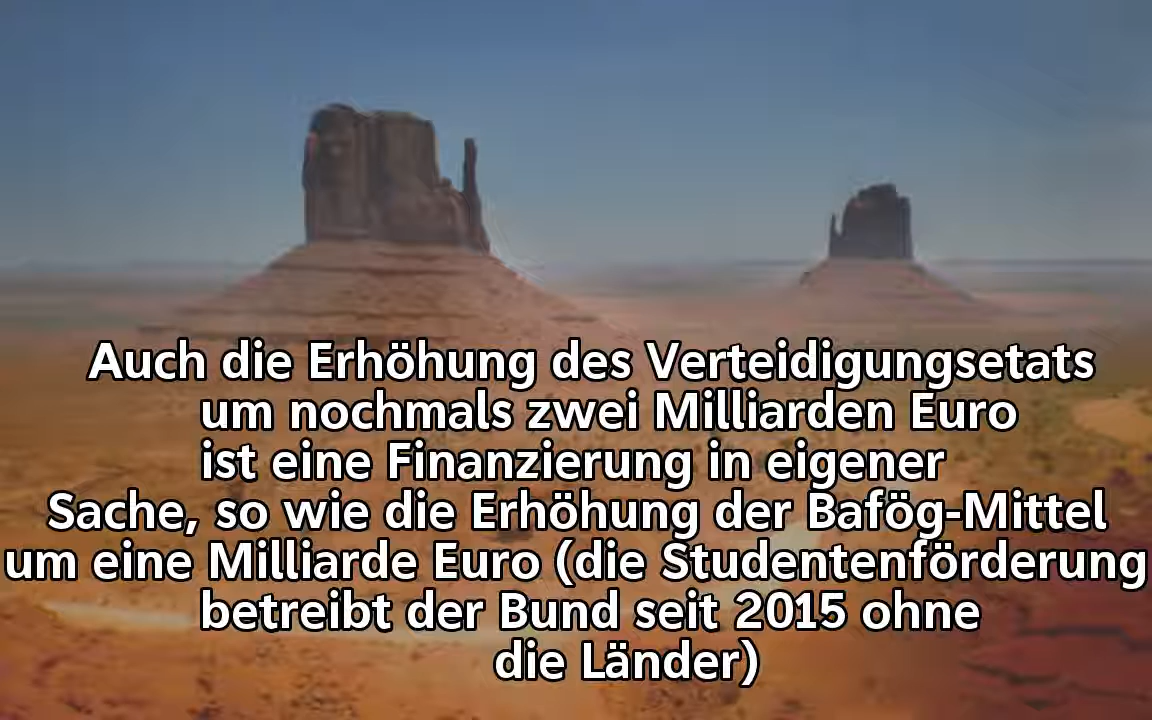 Auch die Erhöhung des Verteidigungsetats
um nochmals zwei Milliarden Euro
ist eine Finanzierung in eigener
Sache, so wie die Erhöhung der Bafög-Mittel
um eine Milliarde Euro (die Studentenförderung
betreibt der Bund seit 2015 ohne
die Länder)